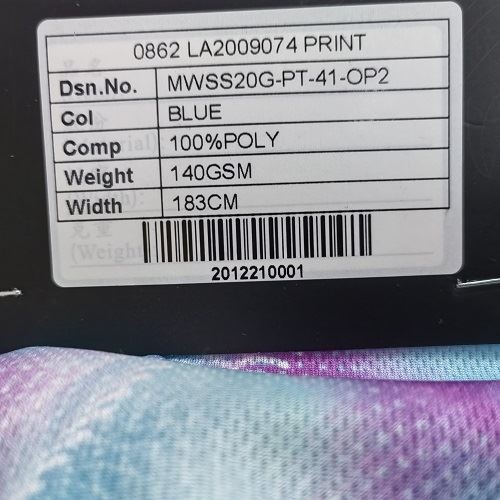 0862 LA2009074 PRINT
Dsn.No. MWSS20G-PT-41-OP2
Col BLUE
Comp 100%POLY
Weight 140GSM
Width 183CM
(Weight
2012210001